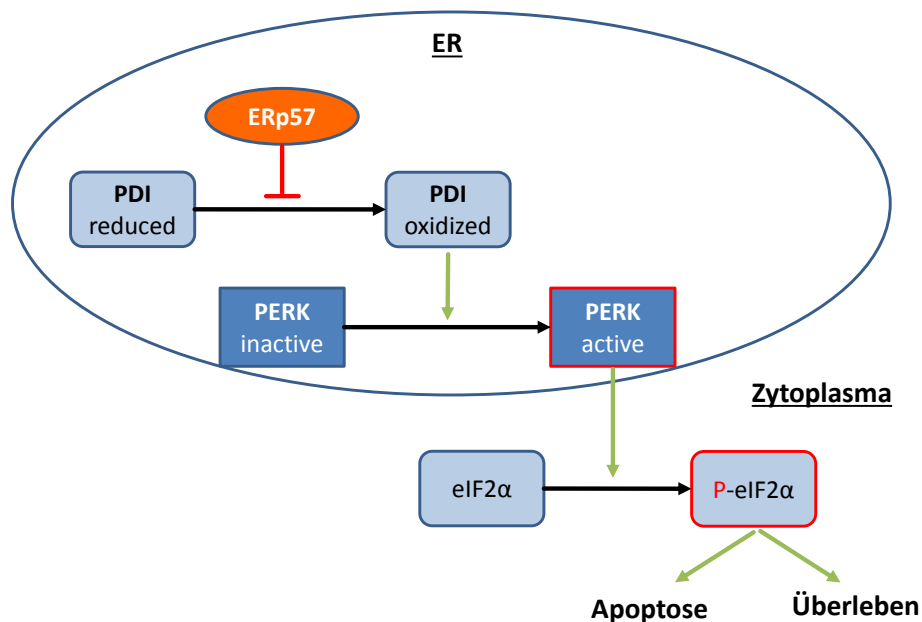 ER
ERp57
PDI
reduced
PDI
oxidized
PERK
inactive
PERK
active
Zytoplasma
eIF2α
P-eIF2α
Apoptose
Überleben